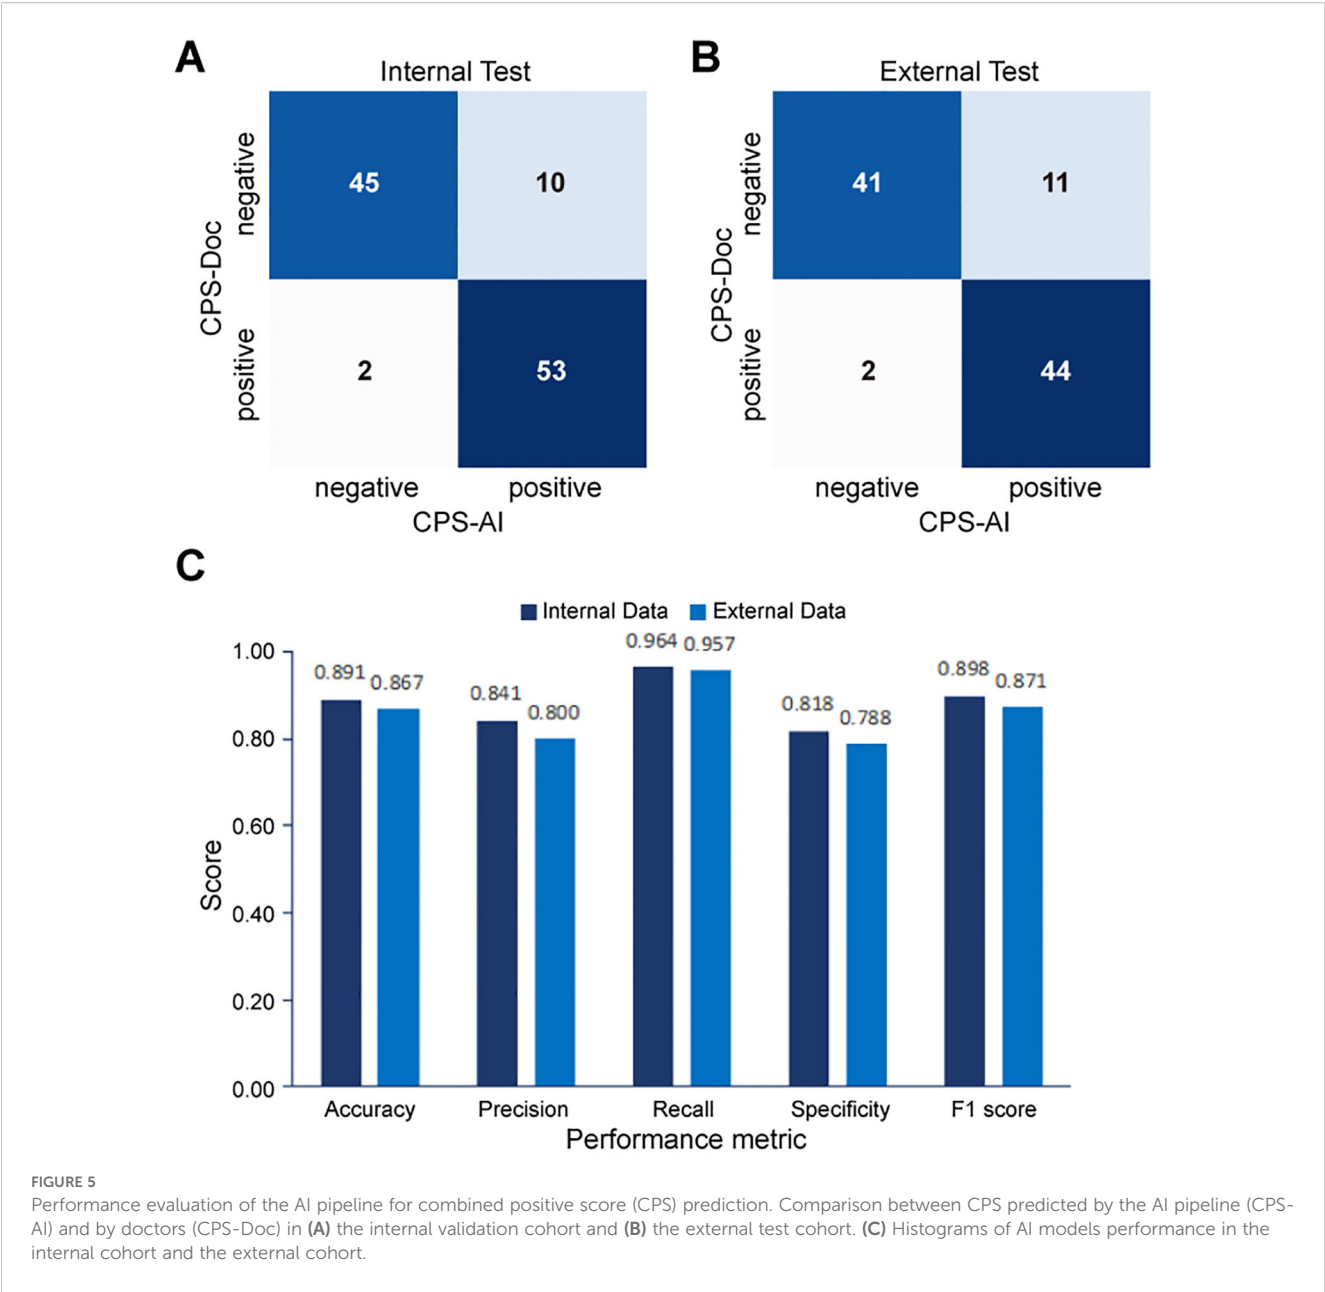 A
Internal Test
negative
positive
CPS-Doc
45
10
2
53
negative
positive
CPS-AI
B
External Test
negative
positive
CPS-Doc
41
11
2
44
negative
positive
CPS-AI
C
Internal Data
External Data
Score
1.00
0.80
0.60
0.40
0.20
0.00
0.891
0.867
0.841
0.800
0.964
0.957
0.818
0.788
0.898
0.871
Accuracy
Precision
Recall
Specificity
F1 score
Performance metric
FIGURE 5
Performance evaluation of the AI pipeline for combined positive score (CPS) prediction. Comparison between CPS predicted by the AI pipeline (CPS-
AI) and by doctors (CPS-Doc) in (A) the internal validation cohort and (B) the external test cohort. (C) Histograms of AI models performance in the
internal cohort and the external cohort.